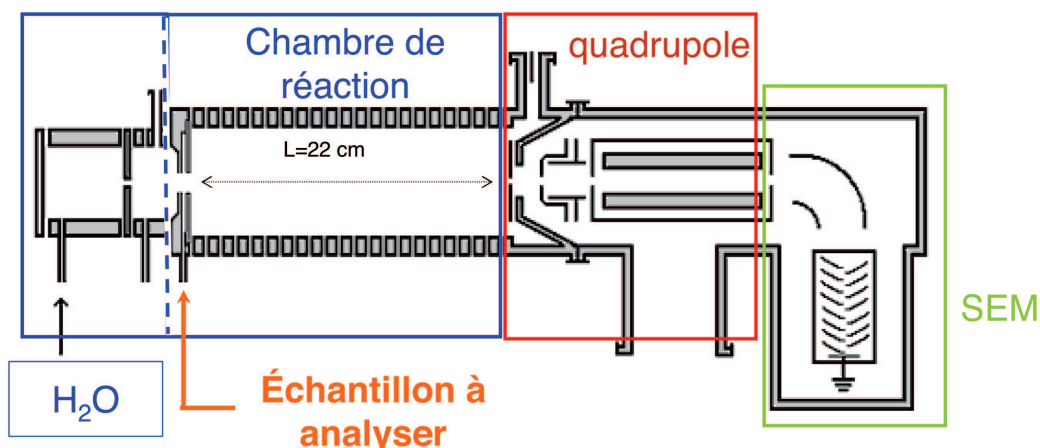 Chambre de
réaction
quadrupole
L=22 cm
SEM
H₂O
Échantillon à
analyser